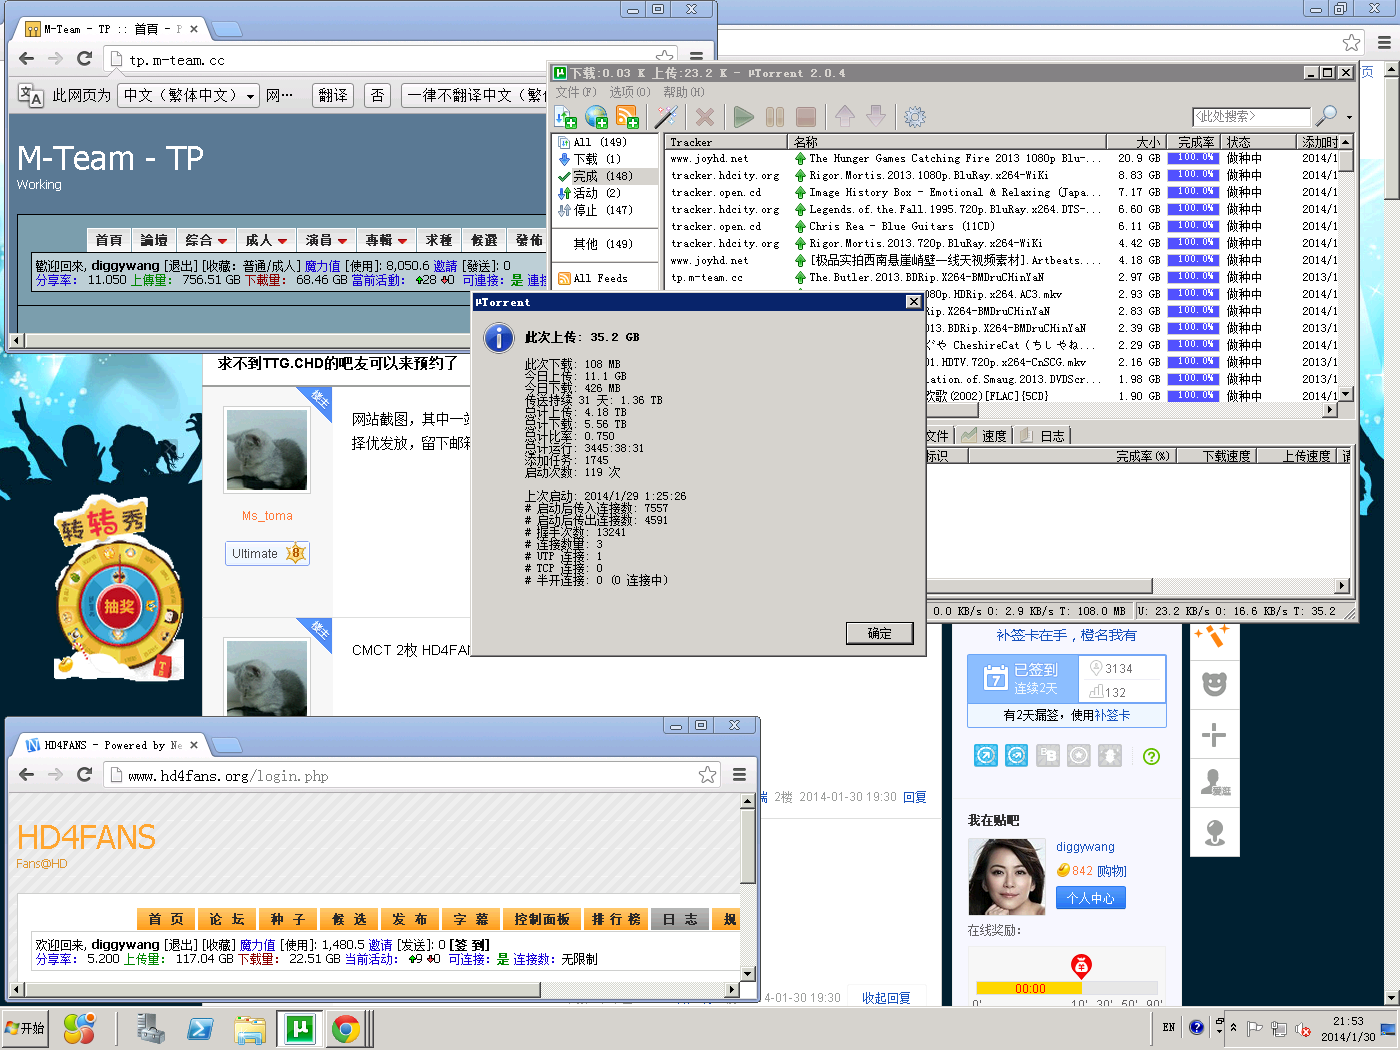 M-Team - TP :: 首頁 - P
tp.m-team.cc
此网页为 中文（繁体中文） 网… 翻译 否 一律不翻译中文（繁
M-Team - TP
Working
首頁 論壇 綜合 成人 演員 專輯 求種 候選 發佈
歡迎回來, diggywang [退出] [收藏: 普通/成人] 魔力值 [使用]: 8,050.6 邀請 [發送]: 0
分享率: 11.050 上傳量: 756.51 GB 下載量: 68.46 GB 當前活動: 28 0 可連接: 是 連接
页
下载:0.03 K 上传:23.2 K - µTorrent 2.0.4
文件(F) 选项(O) 帮助(H)
<此处搜索>
All (149)
下载 (1)
完成 (148)
活动 (2)
停止 (147)
其他 (149)
All Feeds
Tracker 名称 大小 完成率 状态 添加时
www.joyhd.net The Hunger Games Catching Fire 2013 1080p Blu-... 20.9 GB 100.0% 做种中 2014/1
tracker.hdcity.org Rigor.Mortis.2013.1080p.BluRay.x264-WiKi 8.83 GB 100.0% 做种中 2014/1
tracker.open.cd Image History Box - Emotional & Relaxing (Japa... 7.17 GB 100.0% 做种中 2014/1
tracker.hdcity.org Legends.of.the.Fall.1995.720p.BluRay.x264.DTS-... 6.60 GB 100.0% 做种中 2014/1
tracker.open.cd Chris Rea - Blue Guitars (11CD) 6.11 GB 100.0% 做种中 2014/1
tracker.hdcity.org Rigor.Mortis.2013.720p.BluRay.x264-WiKi 4.42 GB 100.0% 做种中 2014/1
www.joyhd.net [极品实拍西南悬崖峭壁一线天视频素材].Artbeats.... 4.18 GB 100.0% 做种中 2014/1
tp.m-team.cc The.Butler.2013.BDRip.X264-BMDruCHinYaN 2.97 GB 100.0% 做种中 2013/1
080p.HDRip.x264.AC3.mkv 2.93 GB 100.0% 做种中 2014/1
Rip.x264-BMDruCHinYaN 2.83 GB 100.0% 做种中 2013/1
013.BDRip.X264-BMDruCHinYaN 2.39 GB 100.0% 做种中 2013/1
ぐや CheshireCat (ちしゃね... 2.29 GB 100.0% 做种中 2014/1
01.HDTV.720p.x264-CnSCG.mkv 2.16 GB 100.0% 做种中 2013/1
lation.of.Smaug.2013.DVDScr... 1.98 GB 100.0% 做种中 2013/1
欢歌(2002)[FLAC]{5CD} 1.90 GB 100.0% 做种中 2014/1
文件 速度 日志
标识 完成率(%) 下载速度 上传速度
0.0 KB/s O: 2.9 KB/s T: 108.0 MB U: 23.2 KB/s O: 16.6 KB/s T: 35.2
µTorrent
此次上传: 35.2 GB
此次下载: 108 MB
今日上传: 11.1 GB
今日下载: 426 MB
传送持续 31 天: 1.36 TB
总计上传: 4.18 TB
总计下载: 5.56 TB
总计比率: 0.750
总计运行: 3445:38:31
添加任务: 1745
启动次数: 119 次
上次启动: 2014/1/29 1:25:26
# 启动后传入连接数: 7557
# 启动后传出连接数: 4591
# 握手次数: 13241
# 连接数量: 3
# UTP 连接: 1
# TCP 连接: 0
# 半开连接: 0 (0 连接中)
确定
求不到TTG.CHD的吧友可以来预约了
楼主
网站截图，其中一站
择优发放，留下邮箱
Ms_toma
Ultimate 8
转转秀
抽奖
楼主
CMCT 2枚 HD4FAN
2楼 2014-01-30 19:30 回复
4-01-30 19:30 收起回复
补签卡在手，橙名我有
7 已签到 连续2天 3134 132
有2天漏签，使用补签卡
爱逛
我在贴吧
diggywang
842 [购物]
个人中心
在线奖励：
00:00
0' 10' 30' 50' 90'
HD4FANS - Powered by Ne
www.hd4fans.org/login.php
HD4FANS
Fans@HD
首 页 论 坛 种 子 候 选 发 布 字 幕 控制面板 排 行 榜 日 志 规
欢迎回来, diggywang [退出] [收藏] 魔力值 [使用]: 1,480.5 邀请 [发送]: 0 [签 到]
分享率: 5.200 上传量: 117.04 GB 下载量: 22.51 GB 当前活动: 9 0 可连接: 是 连接数: 无限制
开始
EN
21:53
2014/1/30